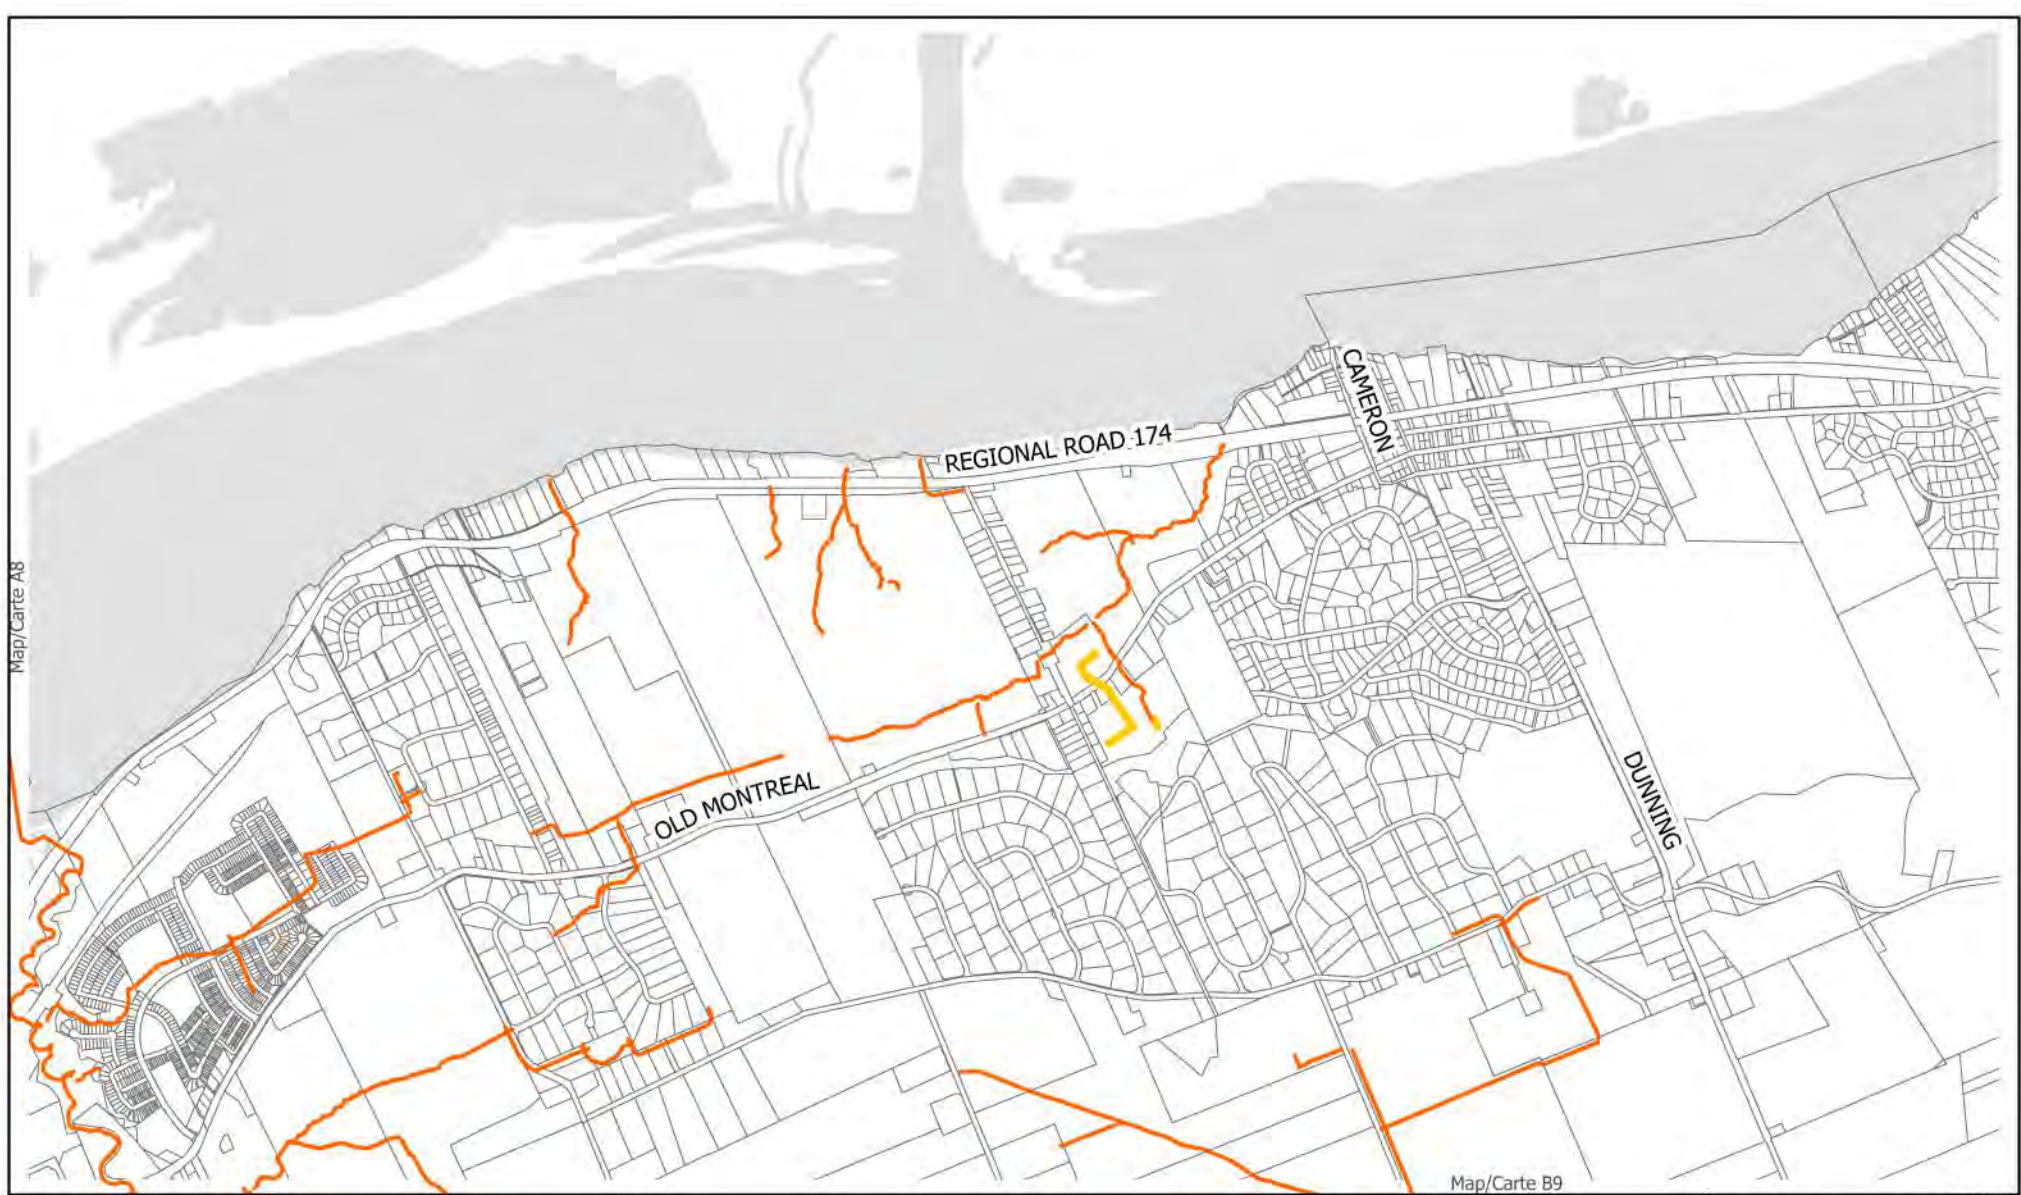 CAMERON
REGIONAL ROAD 174
Map/Carte A8
OLD MONTREAL
DUNNING
Map/Carte B9